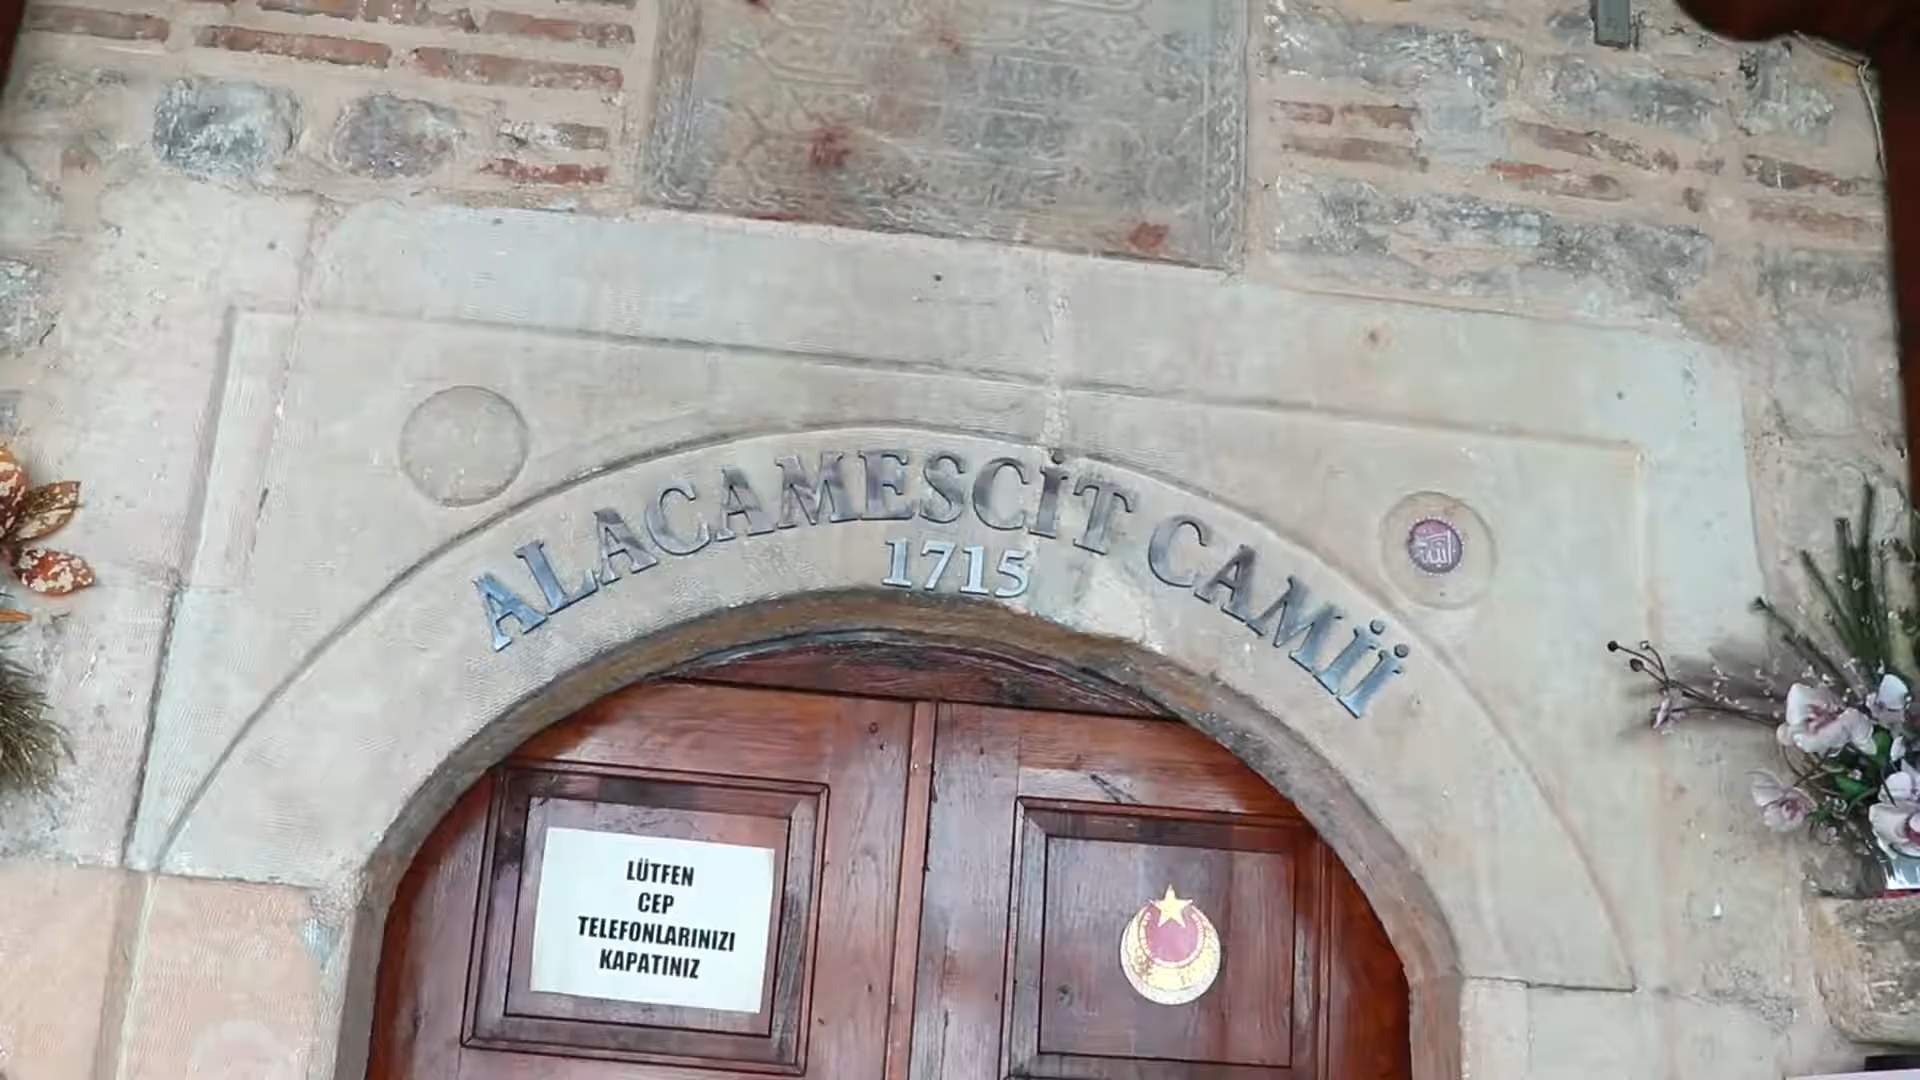 ALACAMESCİT CAMİİ
1715
LÜTFEN
CEP
TELEFONLARINIZI
KAPATINIZ